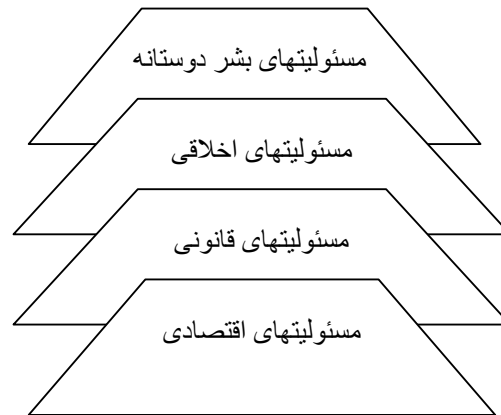 مسئولیتهای بشر دوستانه
مسئولیتهای اخلاقی
مسئولیتهای قانونی
مسئولیتهای اقتصادی